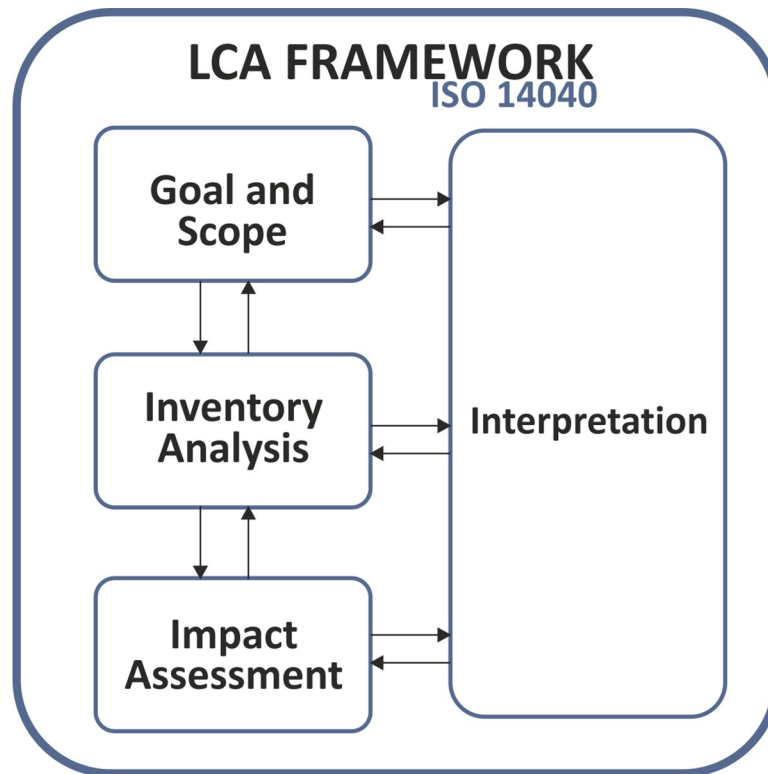 LCA FRAMEWORK
ISO 14040
Goal and
Scope
Inventory
Analysis
Interpretation
Impact
Assessment